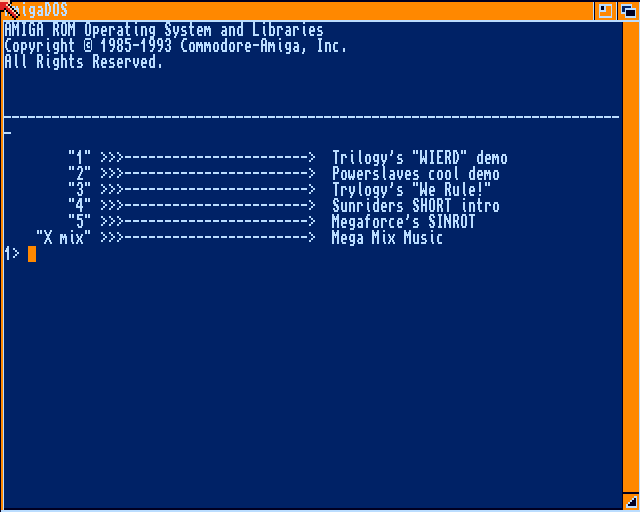 migaDOS
AMIGA ROM Operating System and Libraries
Copyright © 1985-1993 Commodore-Amiga, Inc.
All Rights Reserved.
-----------------------------------------------------------------------------
-
"1" >>>-----------------------> Trilogy's "WIERD" demo
"2" >>>-----------------------> Powerslaves cool demo
"3" >>>-----------------------> Trylogy's "We Rule!"
"4" >>>-----------------------> Sunriders SHORT intro
"5" >>>-----------------------> Megaforce's SINROT
"X mix" >>>-----------------------> Mega Mix Music
1>